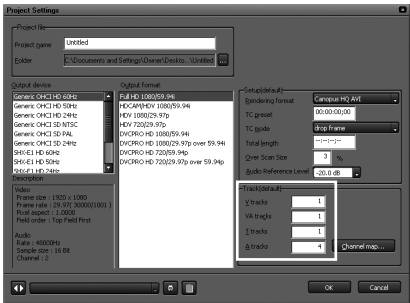 Project Settings
Project file
Project name
Untitled
Folder
C:\Documents and Settings\Owner\Deskto...\Untitled
...
Output device
Generic OHCI HD 60Hz
Generic OHCI HD 50Hz
Generic OHCI HD 24Hz
Generic OHCI SD NTSC
Generic OHCI SD PAL
Generic OHCI SD 24Hz
SHX-E1 HD 60Hz
SHX-E1 HD 50Hz
SHX-E1 HD 24Hz
Output format
Full HD 1080/59.94i
HDCAM/HDV 1080/59.94i
HDV 1080/29.97p
HDV 720/29.97p
DVCPRO HD 1080/59.94i
DVCPRO HD 1080/29.97p over 59.94i
DVCPRO HD 720/59.94p
DVCPRO HD 720/29.97p over 59.94p
Description
Video
Frame size : 1920 x 1080
Frame rate : 29.97( 30000/1001 )
Pixel aspect : 1.0000
Field order : Top Field First
Audio
Rate : 48000Hz
Sample size : 16 Bit
Channel : 2
Setup(default)
Rendering format
Canopus HQ AVI
TC preset
00:00:00;00
TC mode
drop frame
Total length
--:--:--;--
Over Scan Size
3 %
Audio Reference Level
-20.0 dB
Track(default)
V tracks
1
VA tracks
1
T tracks
1
A tracks
4
Channel map...
OK
Cancel